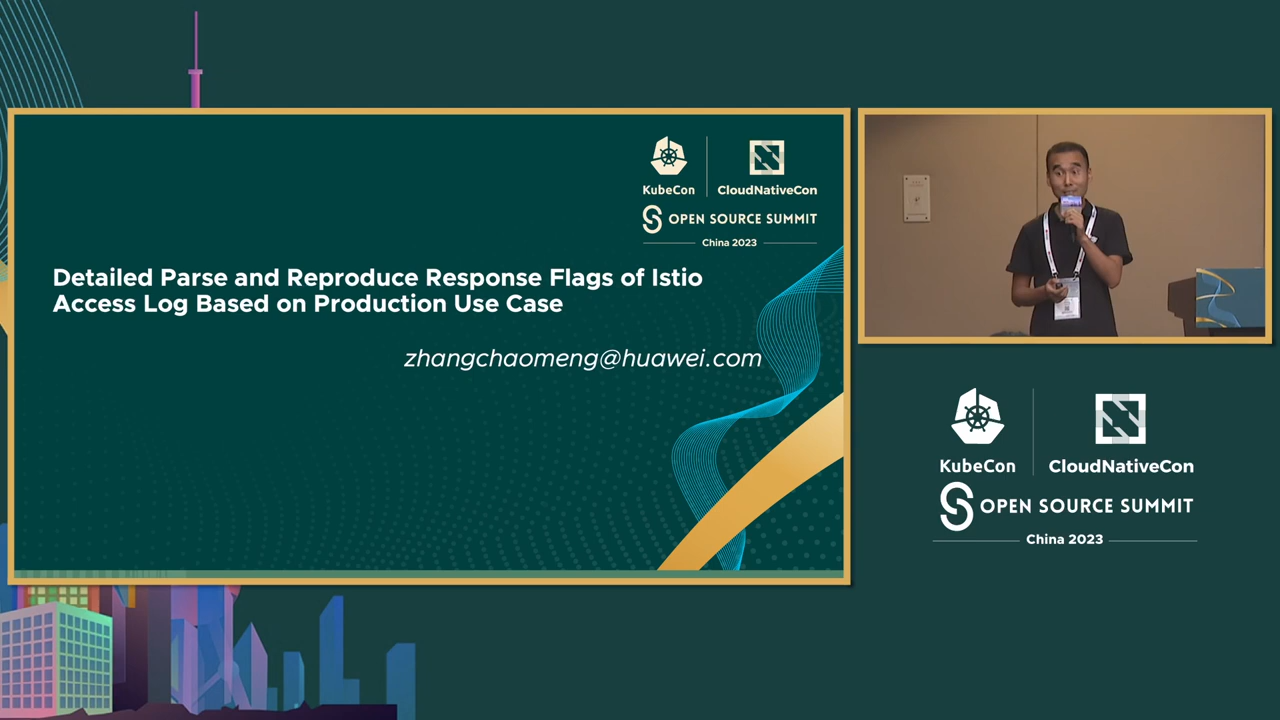 KubeCon
CloudNativeCon
OPEN SOURCE SUMMIT
China 2023
Detailed Parse and Reproduce Response Flags of Istio
Access Log Based on Production Use Case
zhangchaomeng@huawei.com
KubeCon
CloudNativeCon
OPEN SOURCE SUMMIT
China 2023